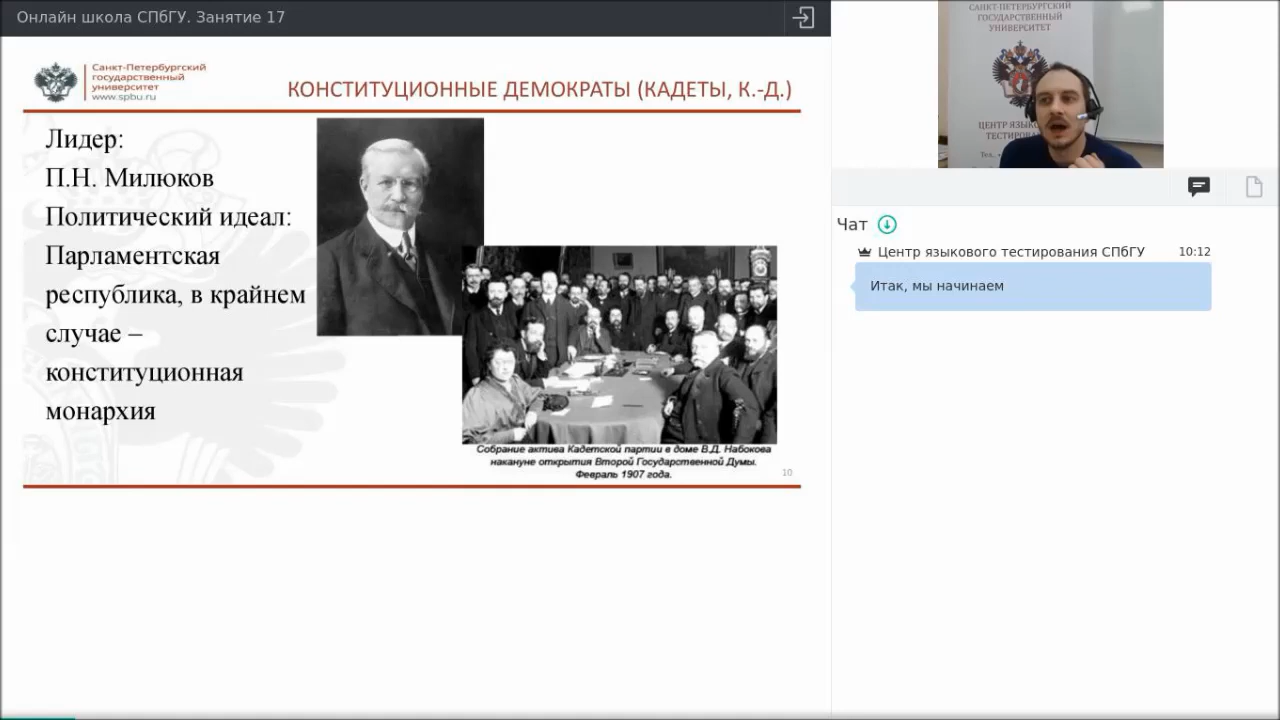 Онлайн школа СПбГУ. Занятие 17
Санкт-Петербургский
государственный
университет
www.spbu.ru
КОНСТИТУЦИОННЫЕ ДЕМОКРАТЫ (КАДЕТЫ, К.-Д.)
Лидер:
П.Н. Милюков
Политический идеал:
Парламентская
республика, в крайнем
случае –
конституционная
монархия
Собрание актива Кадетской партии в доме В.Д. Набокова
накануне открытия Второй Государственной Думы.
Февраль 1907 года.
10
САНКТ-ПЕТЕРБУРГСКИЙ
ГОСУДАРСТВЕННЫЙ
УНИВЕРСИТЕТ
ЦЕНТР
Тел.
Чат
Центр языкового тестирования СПбГУ 10:12
Итак, мы начинаем